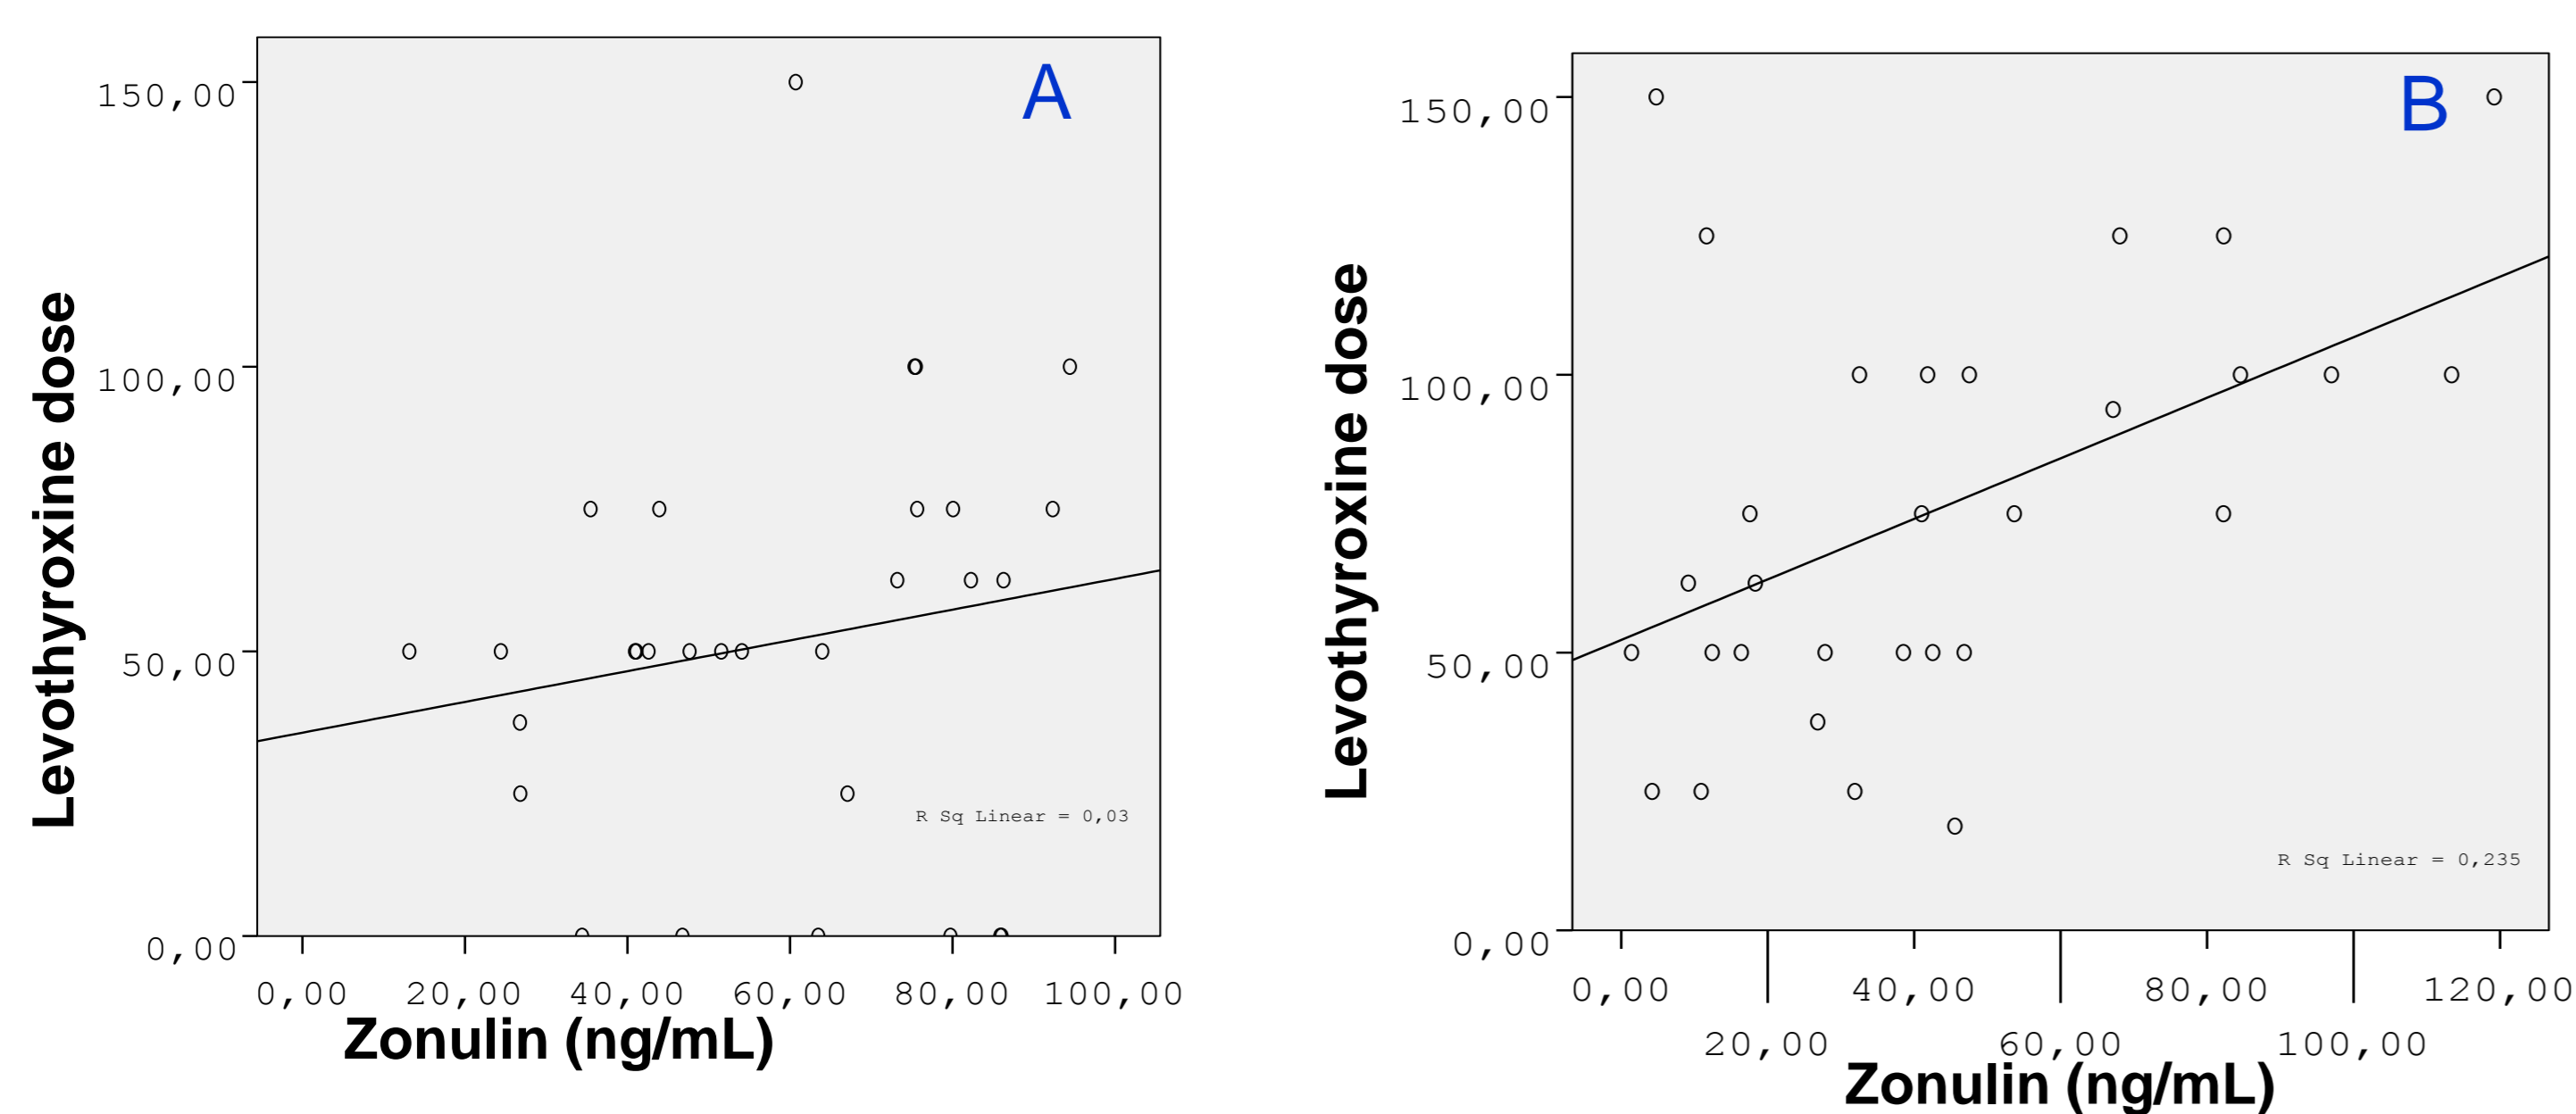 A
150,00
100,00
50,00
0,00
Levothyroxine dose
R Sq Linear = 0,03
0,00 20,00 40,00 60,00 80,00 100,00
Zonulin (ng/mL)
B
150,00
100,00
50,00
0,00
Levothyroxine dose
R Sq Linear = 0,235
0,00 40,00 80,00 120,00
20,00 60,00 100,00
Zonulin (ng/mL)